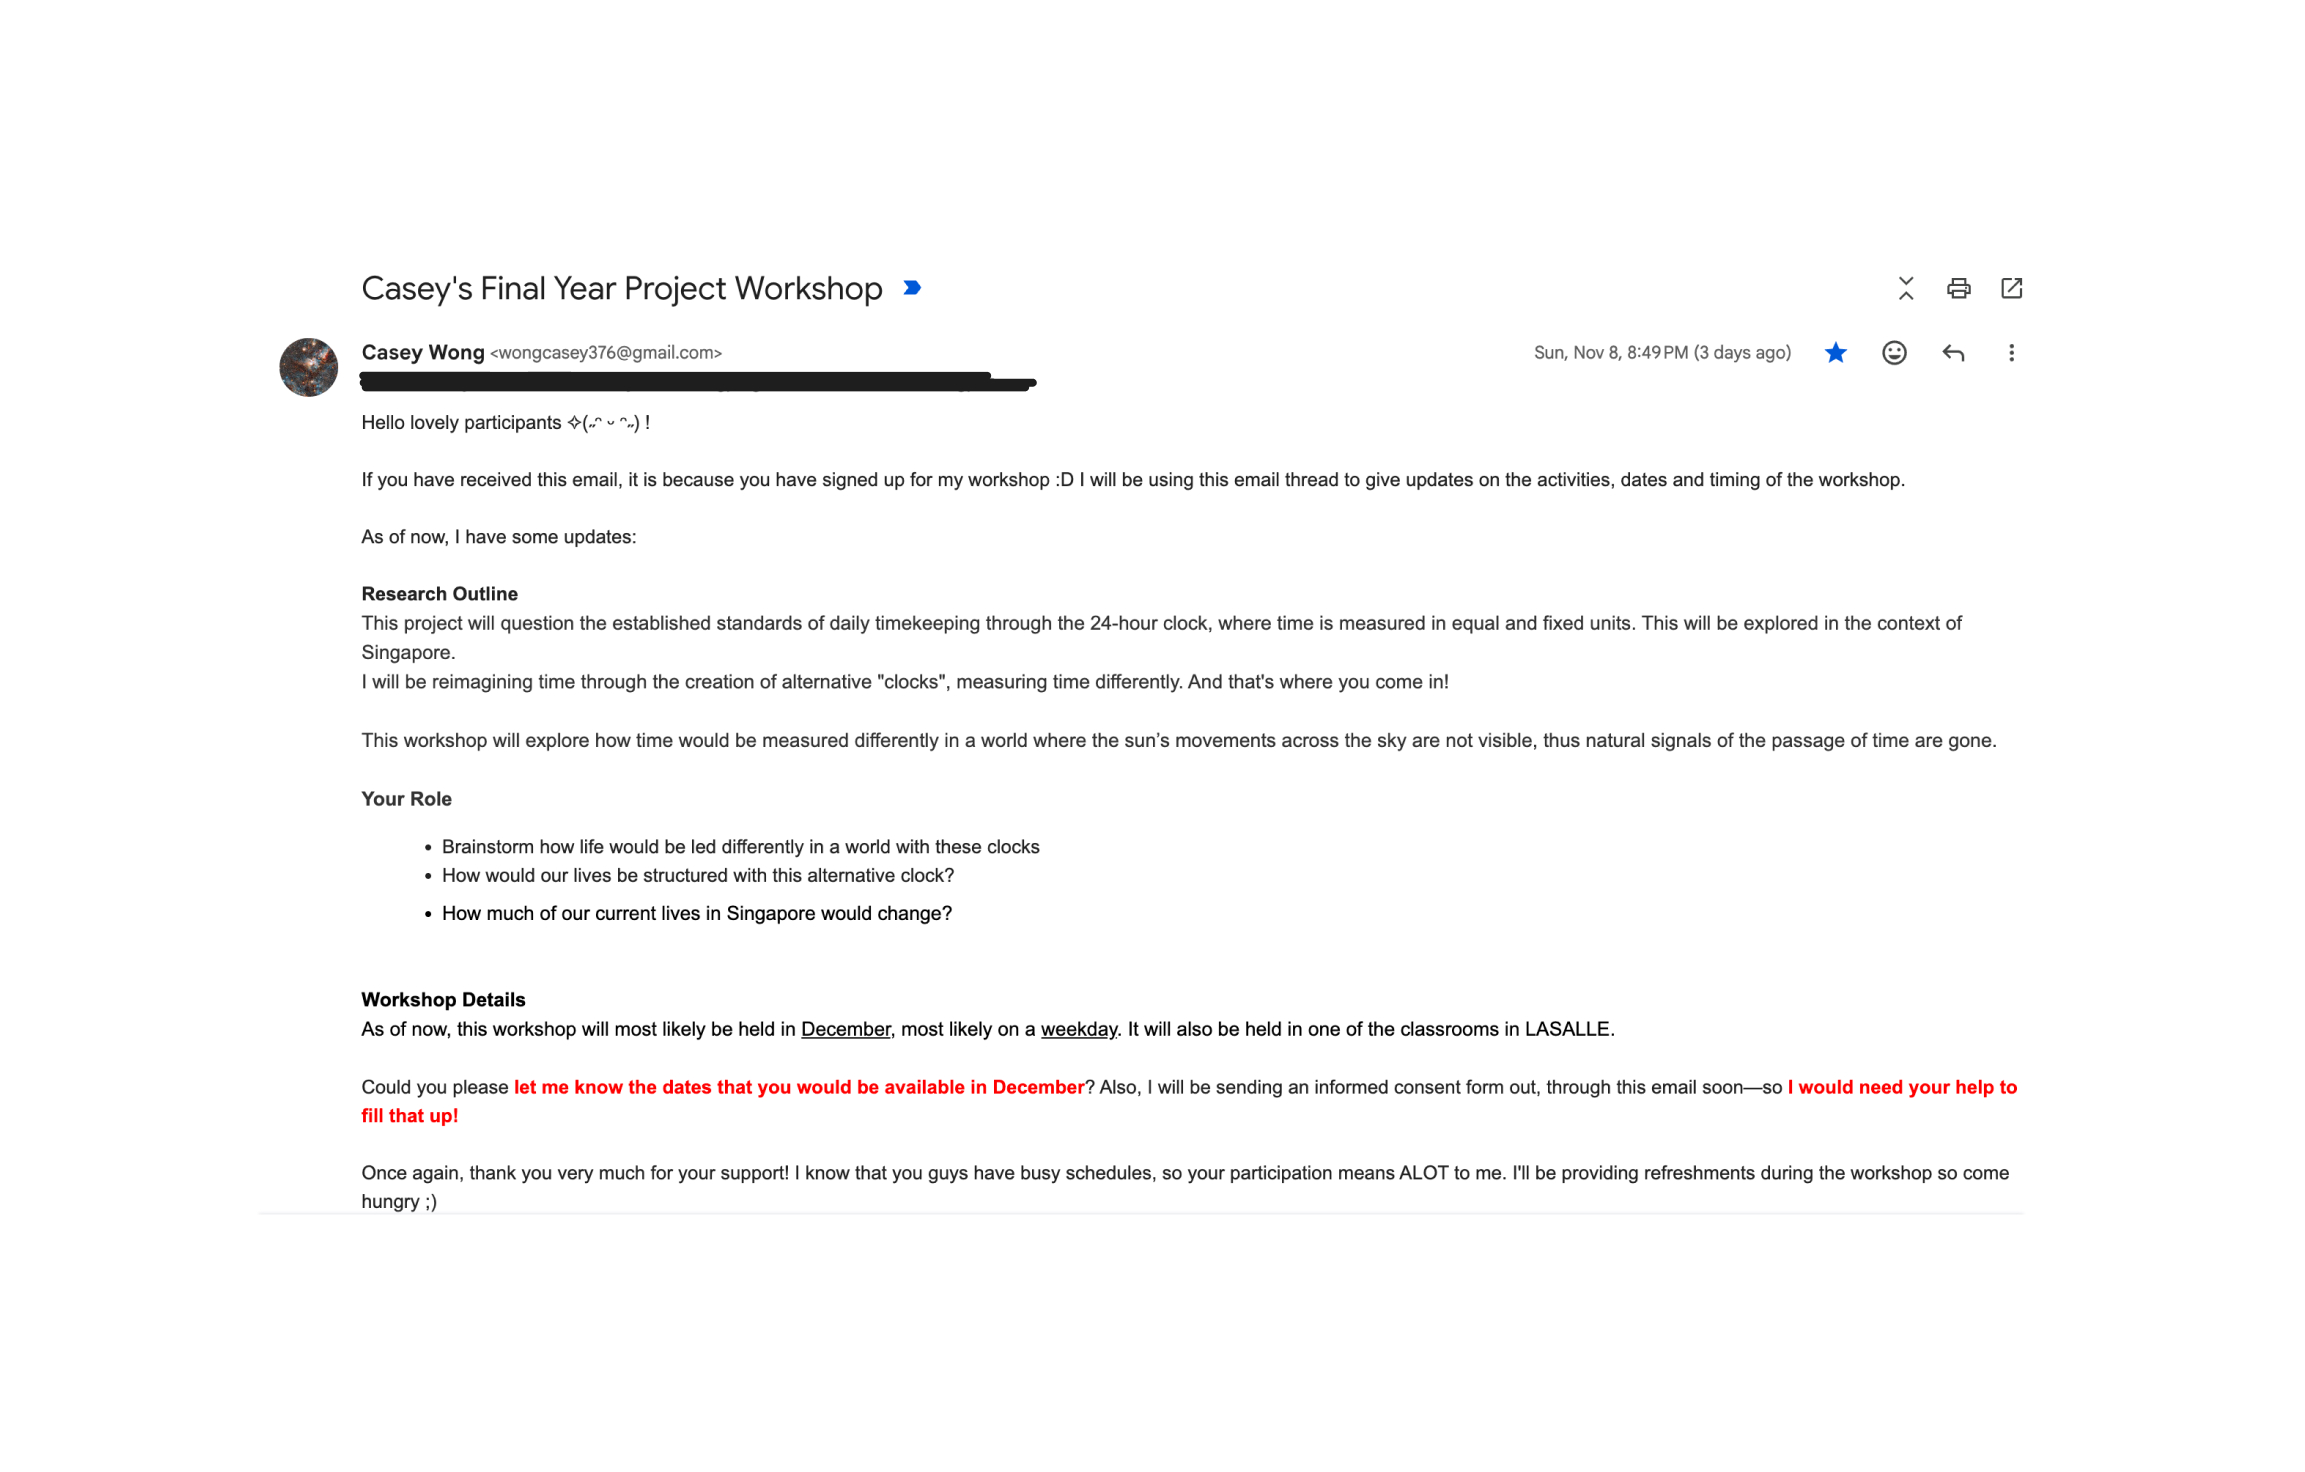 Casey's Final Year Project Workshop
Casey Wong <wongcasey376@gmail.com>
Sun, Nov 8, 8:49 PM (3 days ago)
Hello lovely participants ✧(˶ᵔ ᵕ ᵔ˶) !
If you have received this email, it is because you have signed up for my workshop :D I will be using this email thread to give updates on the activities, dates and timing of the workshop.
As of now, I have some updates:
Research Outline
This project will question the established standards of daily timekeeping through the 24-hour clock, where time is measured in equal and fixed units. This will be explored in the context of
Singapore.
I will be reimagining time through the creation of alternative "clocks", measuring time differently. And that's where you come in!
This workshop will explore how time would be measured differently in a world where the sun’s movements across the sky are not visible, thus natural signals of the passage of time are gone.
Your Role
• Brainstorm how life would be led differently in a world with these clocks
• How would our lives be structured with this alternative clock?
• How much of our current lives in Singapore would change?
Workshop Details
As of now, this workshop will most likely be held in December, most likely on a weekday. It will also be held in one of the classrooms in LASALLE.
Could you please let me know the dates that you would be available in December? Also, I will be sending an informed consent form out, through this email soon—so I would need your help to
fill that up!
Once again, thank you very much for your support! I know that you guys have busy schedules, so your participation means ALOT to me. I'll be providing refreshments during the workshop so come
hungry ;)